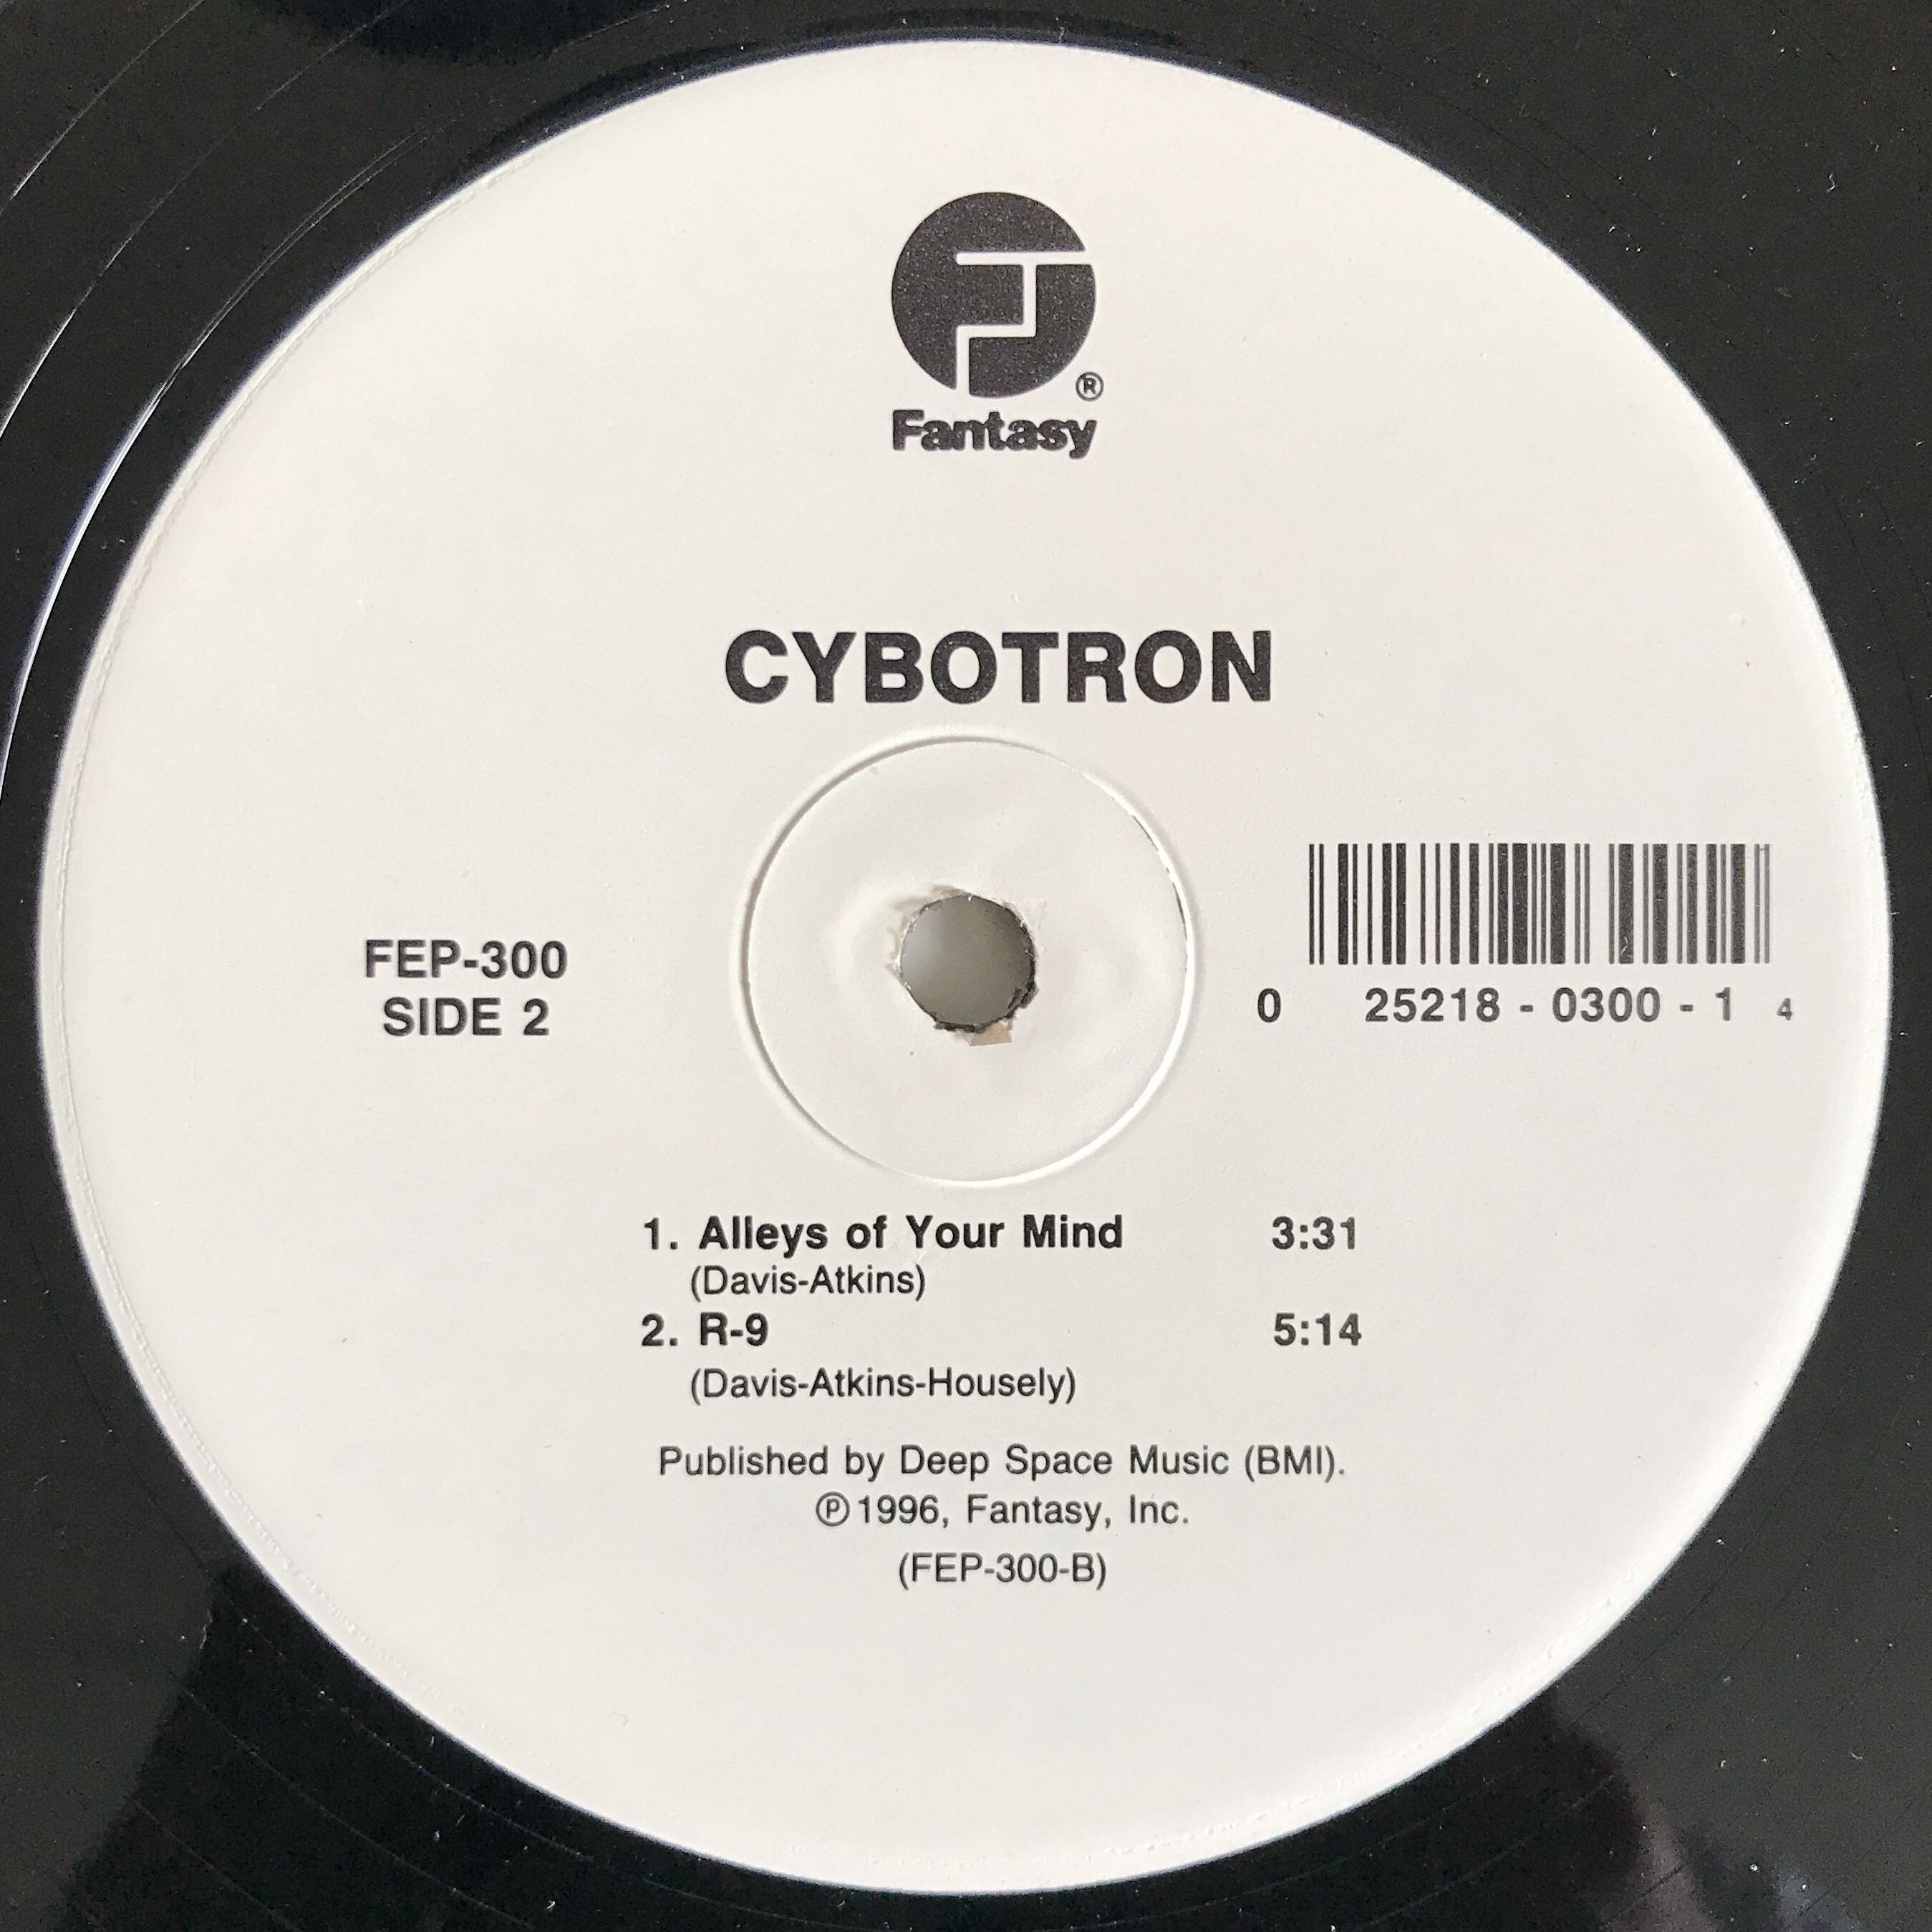 ®
Fantasy
CYBOTRON
FEP-300
SIDE 2
0 25218 - 0300 - 1 4
1. Alleys of Your Mind 3:31
(Davis-Atkins)
2. R-9 5:14
(Davis-Atkins-Housely)
Published by Deep Space Music (BMI).
℗1996, Fantasy, Inc.
(FEP-300-B)